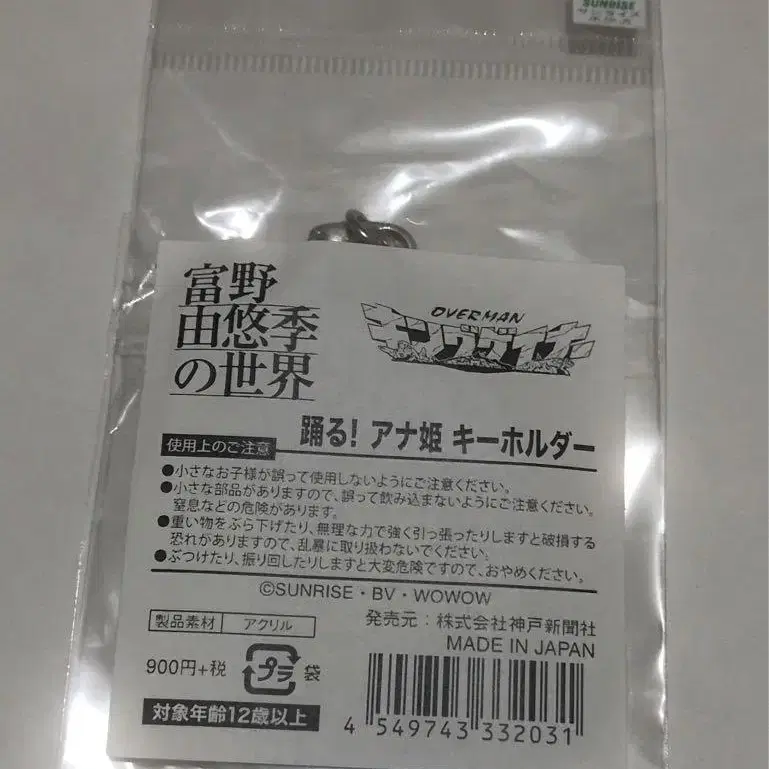 SUNRISE
サンライズ
富野
由悠季
の世界
OVERMAN
キングゲイナー
踊る! アナ姫 キーホルダー
使用上のご注意
●小さなお子様が誤って使用しないようにご注意ください。
●小さな部品がありますので、誤って飲み込まないようにご注意ください。
窒息などの危険があります。
●重い物をぶら下げたり、無理な力で強く引っ張ったりしますと破損する
恐れがありますので、乱暴に取り扱わないでください。
●ぶつけたり、振り回したりしますと大変危険ですので、おやめください。
©SUNRISE・BV・WOWOW
製品素材 アクリル
発売元：株式会社神戸新聞社
MADE IN JAPAN
900円+税
プラ 袋
対象年齢12歳以上
4 549743 332031